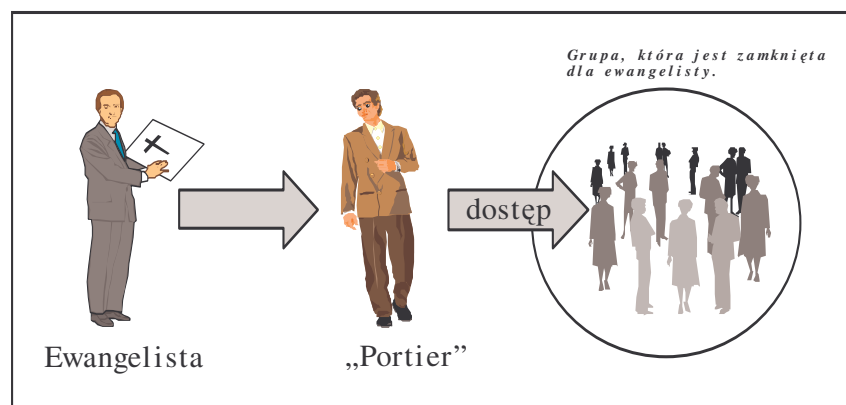 Grupa, która jest zamknięta
dla ewangelisty.
dostęp
Ewangelista
„Portier”